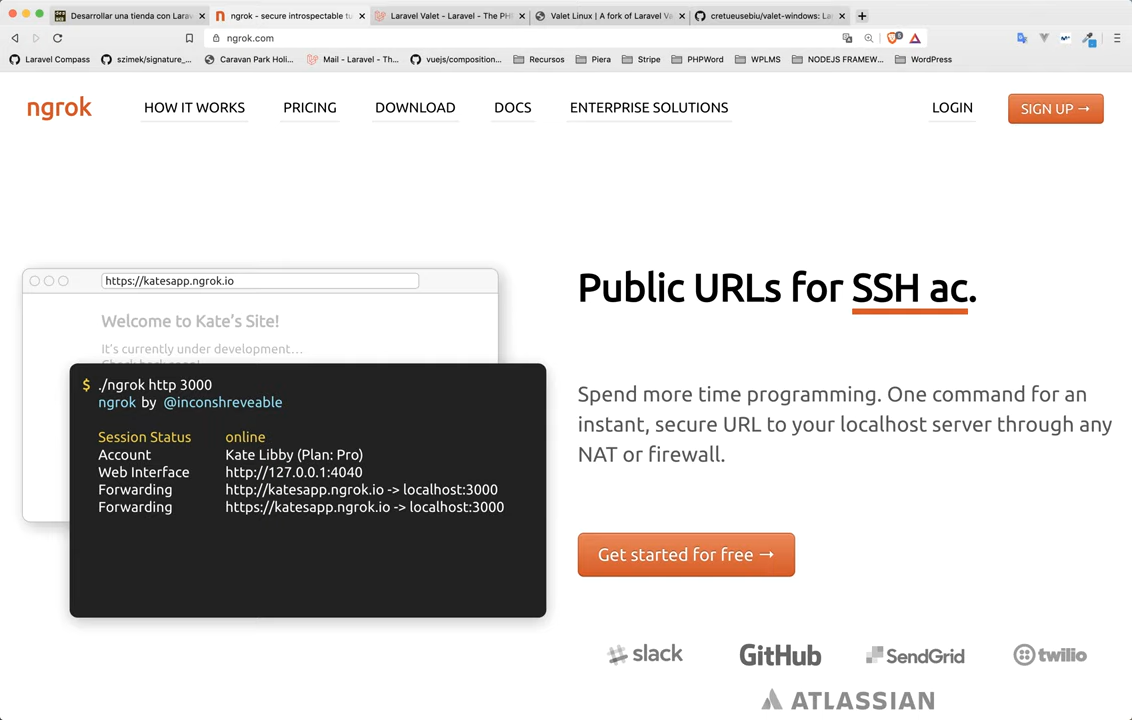 Desarrollar una tienda con Larav
ngrok - secure introspectable tu
Laravel Valet - Laravel - The PH
Valet Linux | A fork of Laravel Va
cretueusebiu/valet-windows: La
ngrok.com
Laravel Compass
szimek/signature_...
Caravan Park Holi...
Mail - Laravel - Th...
vuejs/composition...
Recursos
Piera
Stripe
PHPWord
WPLMS
NODEJS FRAMEW...
WordPress
ngrok
HOW IT WORKS
PRICING
DOWNLOAD
DOCS
ENTERPRISE SOLUTIONS
LOGIN
SIGN UP →
https://katesapp.ngrok.io
Welcome to Kate's Site!
It's currently under development...
$ ./ngrok http 3000
ngrok by @inconshreveable
Session Status online
Account Kate Libby (Plan: Pro)
Web Interface http://127.0.0.1:4040
Forwarding http://katesapp.ngrok.io -> localhost:3000
Forwarding https://katesapp.ngrok.io -> localhost:3000
Public URLs for SSH ac.
Spend more time programming. One command for an
instant, secure URL to your localhost server through any
NAT or firewall.
Get started for free →
slack
GitHub
SendGrid
twilio
ATLASSIAN